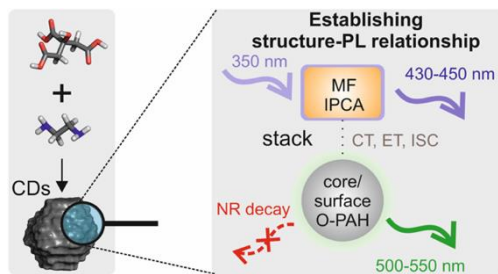 Establishing
structure-PL relationship
350 nm
MF
IPCA
430-450 nm
+
stack
CT, ET, ISC
CDs
core/
surface
O-PAH
NR decay
500-550 nm